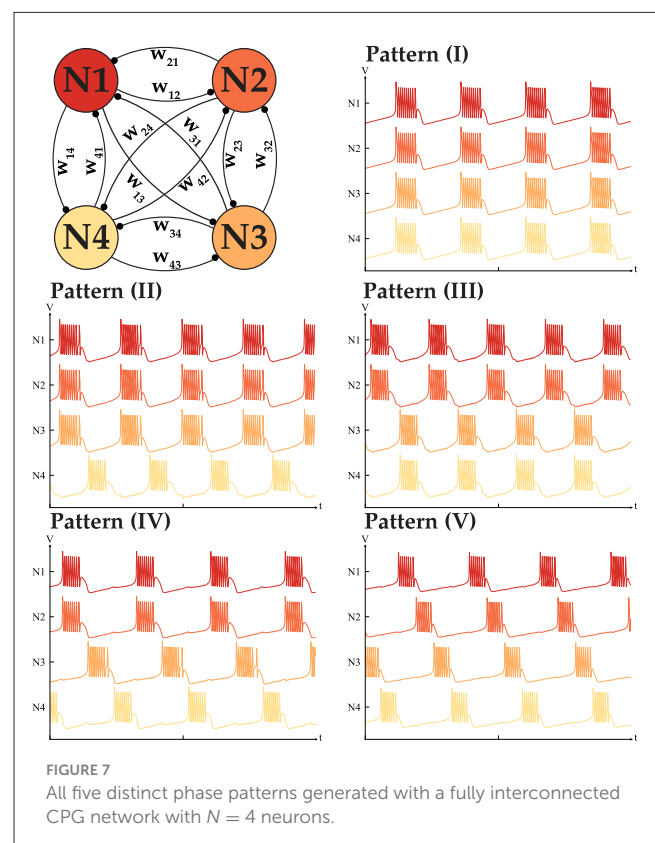 Pattern (I)
V
N1
N2
N3
N4
t
N1
N2
N4
N3
w21
w12
w14
w41
w24
w31
w13
w42
w23
w32
w34
w43
Pattern (II)
V
N1
N2
N3
N4
t
Pattern (III)
V
N1
N2
N3
N4
t
Pattern (IV)
V
N1
N2
N3
N4
t
Pattern (V)
V
N1
N2
N3
N4
t
FIGURE 7
All five distinct phase patterns generated with a fully interconnected
CPG network with N = 4 neurons.